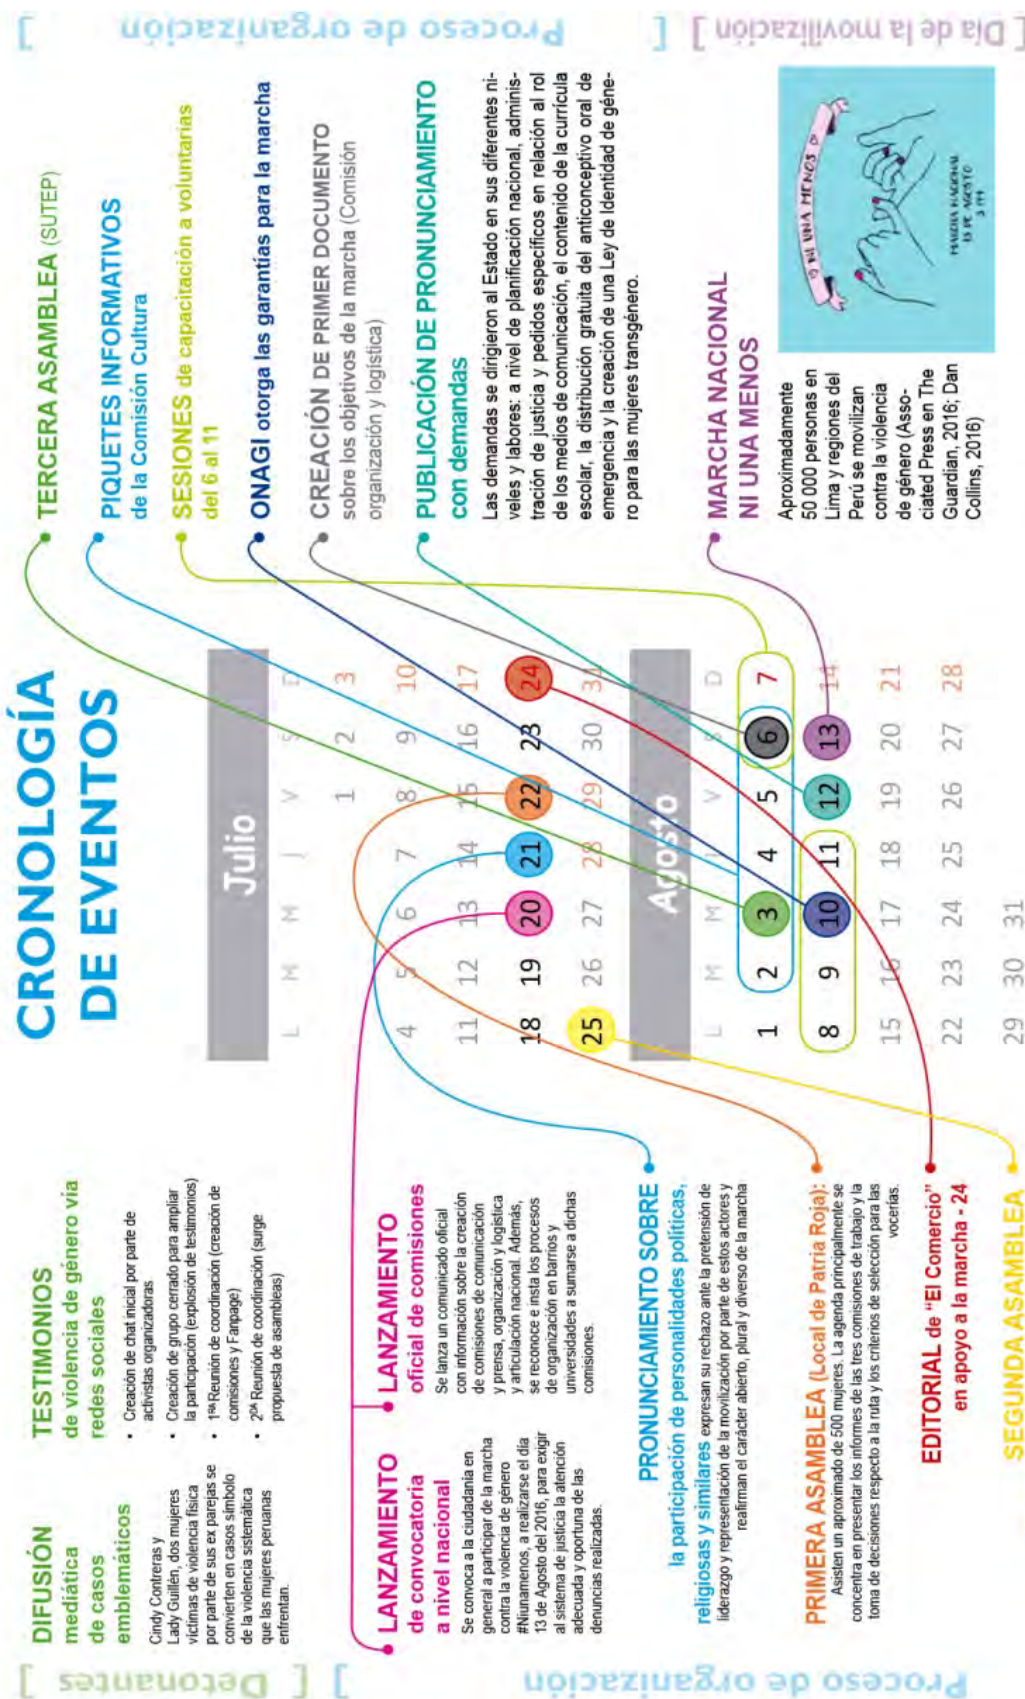 CRONOLOGÍA
DE EVENTOS
[ Detonantes ]
DIFUSIÓN
mediática
de casos
emblemáticos
Cindy Contreras y
Lady Guillén, dos mujeres
víctimas de violencia física
por parte de sus ex parejas se
convierten en casos símbolo
de la violencia sistemática
que las mujeres peruanas
enfrentan.
TESTIMONIOS
de violencia de género vía
redes sociales
• Creación de chat inicial por parte de
activistas organizadoras
• Creación de grupo cerrado para ampliar
la participación (explosión de testimonios)
• 1RA Reunión de coordinación (creación de
comisiones y Fanpage)
• 2DA Reunión de coordinación (surge
propuesta de asambleas)
[ Proceso de organización
LANZAMIENTO
de convocatoria
a nivel nacional
Se convoca a la ciudadanía en
general a participar de la marcha
contra la violencia de género
#Niunamenos, a realizarse el día
13 de Agosto del 2016, para exigir
al sistema de justicia la atención
adecuada y oportuna de las
denuncias realizadas.
LANZAMIENTO
oficial de comisiones
Se lanza un comunicado oficial
con información sobre la creación
de comisiones de comunicación
y prensa, organización y logística
y articulación nacional. Además,
se reconoce e insta los procesos
de organización en barrios y
universidades a sumarse a dichas
comisiones.
PRONUNCIAMIENTO SOBRE
la participación de personalidades políticas,
religiosas y similares expresan su rechazo ante la pretensión de
liderazgo y representación de la movilización por parte de estos actores y
reafirman el carácter abierto, plural y diverso de la marcha
PRIMERA ASAMBLEA (Local de Patria Roja):
Asisten un aproximado de 500 mujeres. La agenda principalmente se
concentra en presentar los informes de las tres comisiones de trabajo y la
toma de decisiones respecto a la ruta y los criterios de selección para las
vocerías.
EDITORIAL de "El Comercio"
en apoyo a la marcha - 24
SEGUNDA ASAMBLEA
Julio
L M M J V S D
1 2 3
4 5 6 7 8 9 10
11 12 13 14 15 16 17
18 19 20 21 22 23 24
25 26 27 28 29 30 31
Agosto
L M M J V S D
1 2 3 4 5 6 7
8 9 10 11 12 13 14
15 16 17 18 19 20 21
22 23 24 25 26 27 28
29 30 31
[ Proceso de organización ]
TERCERA ASAMBLEA (SUTEP)
PIQUETES INFORMATIVOS
de la Comisión Cultura
SESIONES de capacitación a voluntarias
del 6 al 11
ONAGI otorga las garantías para la marcha
CREACIÓN DE PRIMER DOCUMENTO
sobre los objetivos de la marcha (Comisión
organización y logística)
PUBLICACIÓN DE PRONUNCIAMIENTO
con demandas
Las demandas se dirigieron al Estado en sus diferentes ni-
veles y labores: a nivel de planificación nacional, adminis-
tración de justicia y pedidos específicos en relación al rol
de los medios de comunicación, el contenido de la currícula
escolar, la distribución gratuita del anticonceptivo oral de
emergencia y la creación de una Ley de Identidad de géne-
ro para las mujeres transgénero.
[ Día de la movilización ]
MARCHA NACIONAL
NI UNA MENOS
Aproximadamente
50 000 personas en
Lima y regiones del
Perú se movilizan
contra la violencia
de género (Asso-
ciated Press en The
Guardian, 2016; Dan
Collins, 2016)
NI UNA MENOS
MARCHA NACIONAL
13 DE AGOSTO
3 PM